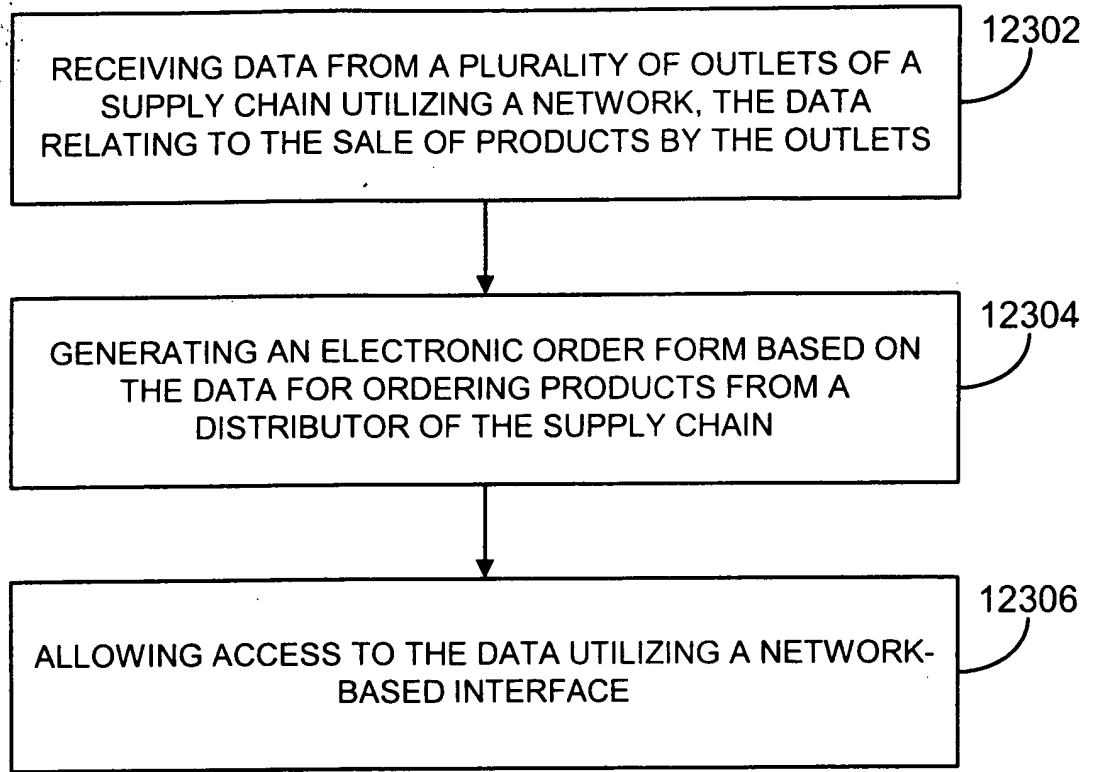 12302
RECEIVING DATA FROM A PLURALITY OF OUTLETS OF A
SUPPLY CHAIN UTILIZING A NETWORK, THE DATA
RELATING TO THE SALE OF PRODUCTS BY THE OUTLETS
12304
GENERATING AN ELECTRONIC ORDER FORM BASED ON
THE DATA FOR ORDERING PRODUCTS FROM A
DISTRIBUTOR OF THE SUPPLY CHAIN
12306
ALLOWING ACCESS TO THE DATA UTILIZING A NETWORK-
BASED INTERFACE